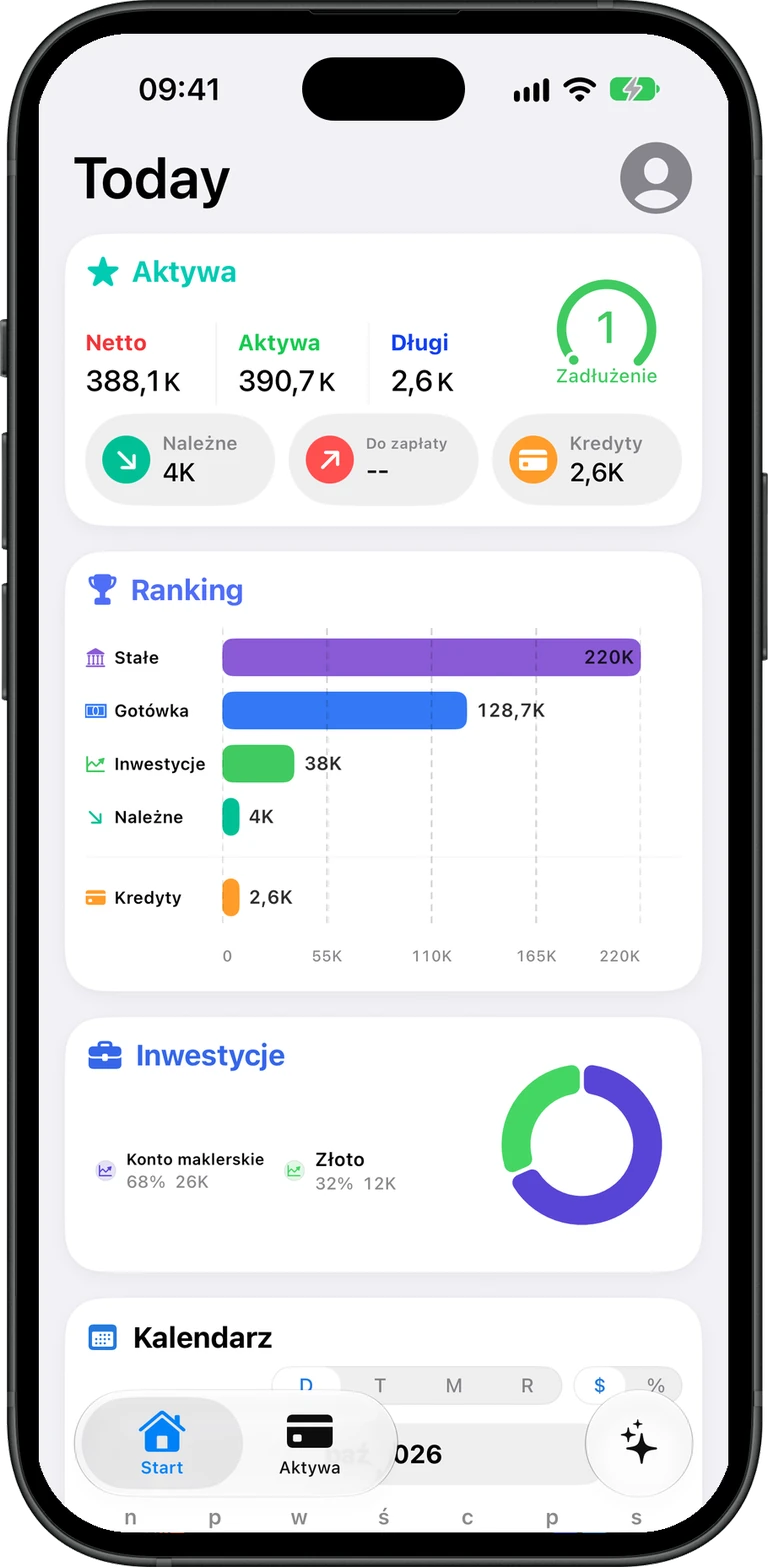 09:41
Today
Aktywa
Netto Aktywa Długi
388,1K 390,7K 2,6K
1
Zadłużenie
Należne
4K
Do zapłaty
--
Kredyty
2,6K
Ranking
Stałe 220K
Gotówka 128,7K
Inwestycje 38K
Należne 4K
Kredyty 2,6K
0 55K 110K 165K 220K
Inwestycje
Konto maklerskie
68% 26K
Złoto
32% 12K
Kalendarz
D T M R $ %
026
Start
Aktywa
n p w ś c p s